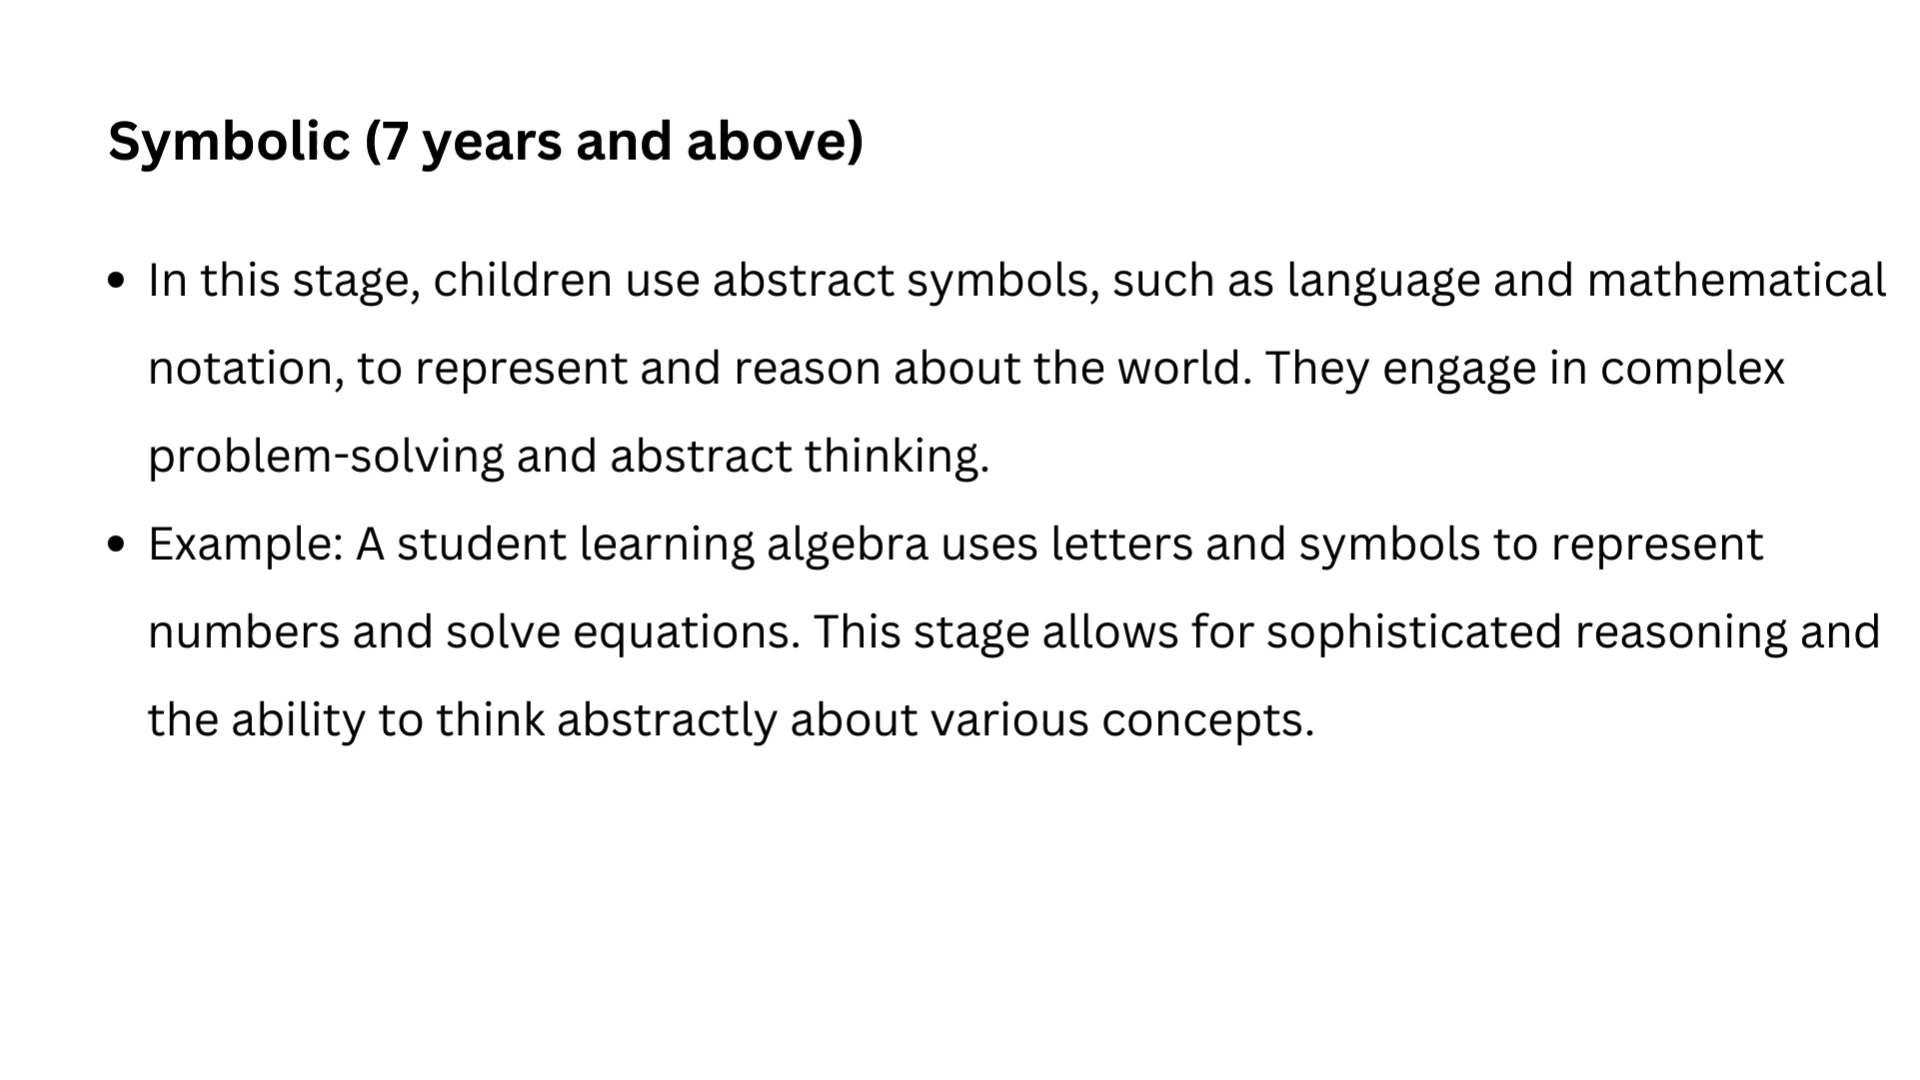 Symbolic (7 years and above)
• In this stage, children use abstract symbols, such as language and mathematical
notation, to represent and reason about the world. They engage in complex
problem-solving and abstract thinking.
• Example: A student learning algebra uses letters and symbols to represent
numbers and solve equations. This stage allows for sophisticated reasoning and
the ability to think abstractly about various concepts.